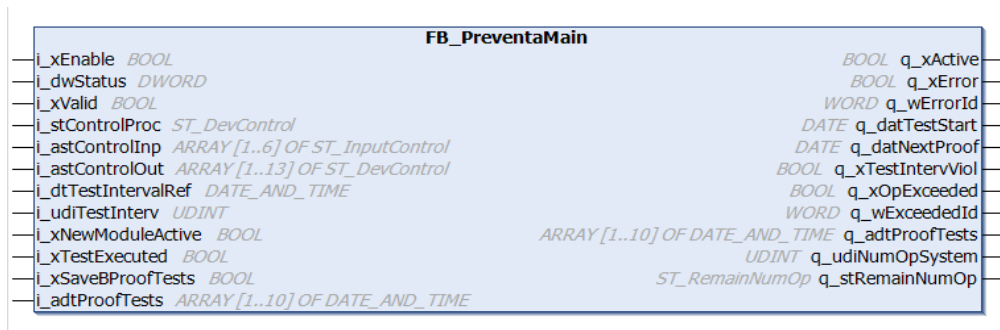 FB_PreventaMain
i_xEnable BOOL BOOL q_xActive
i_dwStatus DWORD BOOL q_xError
i_xValid BOOL WORD q_wErrorId
i_stControlProc ST_DevControl DATE q_datTestStart
i_astControlInp ARRAY [1..6] OF ST_InputControl DATE q_datNextProof
i_astControlOut ARRAY [1..13] OF ST_DevControl BOOL q_xTestIntervViol
i_dtTestIntervalRef DATE_AND_TIME BOOL q_xOpExceeded
i_udiTestInterv UDINT WORD q_wExceededId
i_xNewModuleActive BOOL ARRAY [1..10] OF DATE_AND_TIME q_adtProofTests
i_xTestExecuted BOOL UDINT q_udiNumOpSystem
i_xSaveBProofTests BOOL ST_RemainNumOp q_stRemainNumOp
i_adtProofTests ARRAY [1..10] OF DATE_AND_TIME